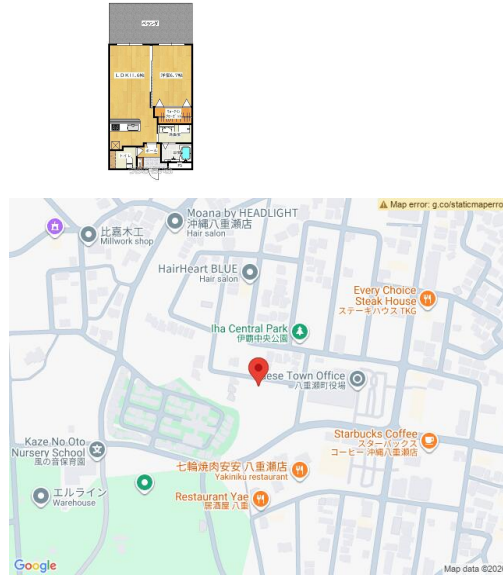 ベランダ
LDK11.6帖
洋室6.7帖
Map error: g.co/staticmaperro
Moana by HEADLIGHT
沖縄八重瀬店
Hair salon
比嘉木工
Millwork shop
HairHeart BLUE
Hair salon
Every Choice
Steak House
ステーキハウス TKG
Iha Central Park
伊覇中央公園
ese Town Office
八重瀬町役場
Starbucks Coffee
スターバックス
コーヒー 沖縄八重瀬店
Kaze No Oto
Nursery School
風の音保育園
七輪焼肉安安 八重瀬店
Yakiniku restaurant
エルライン
Warehouse
Restaurant Yae
居酒屋 八重
Google
Map data ©2026